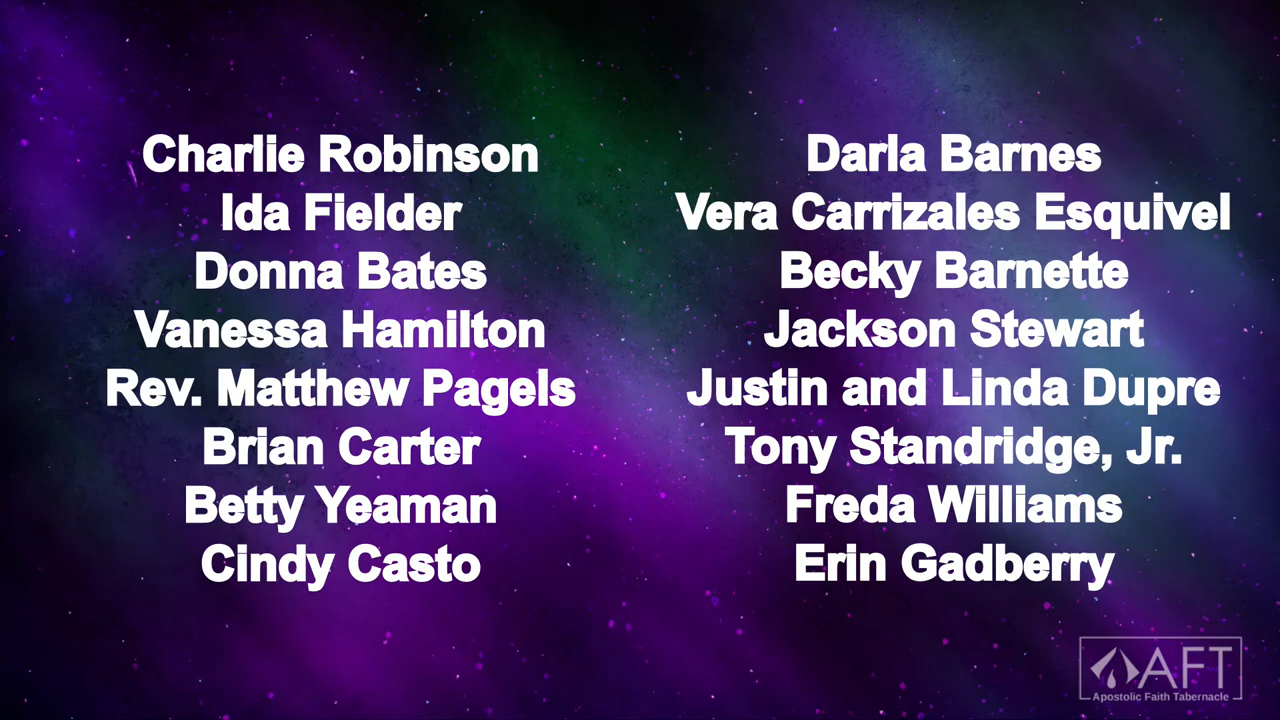 Charlie Robinson
Ida Fielder
Donna Bates
Vanessa Hamilton
Rev. Matthew Pagels
Brian Carter
Betty Yeaman
Cindy Casto
Darla Barnes
Vera Carrizales Esquivel
Becky Barnette
Jackson Stewart
Justin and Linda Dupre
Tony Standridge, Jr.
Freda Williams
Erin Gadberry
AFT
Apostolic Faith Tabernacle